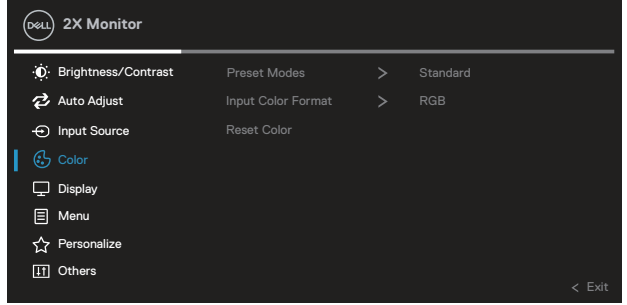 DELL 2X Monitor
Brightness/Contrast Preset Modes > Standard
Auto Adjust Input Color Format > RGB
Input Source Reset Color
Color
Display
Menu
Personalize
Others
< Exit